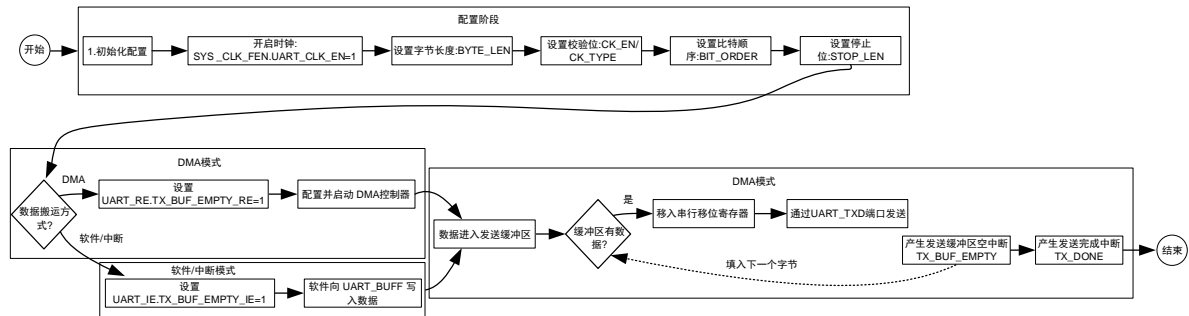 配置阶段
开始
1.初始化配置
开启时钟:
SYS _CLK_FEN.UART_CLK_EN=1
设置字节长度:BYTE_LEN
设置校验位:CK_EN/
CK_TYPE
设置比特顺
序:BIT_ORDER
设置停止
位:STOP_LEN
DMA模式
数据搬运方
式?
DMA
设置
UART_RE.TX_BUF_EMPTY_RE=1
配置并启动 DMA控制器
软件/中断
软件/中断模式
设置
UART_IE.TX_BUF_EMPTY_IE=1
软件向 UART_BUFF 写
入数据
DMA模式
数据进入发送缓冲区
缓冲区有数
据?
是
移入串行移位寄存器
通过UART_TXD端口发送
填入下一个字节
产生发送缓冲区空中断
TX_BUF_EMPTY
产生发送完成中断
TX_DONE
结束